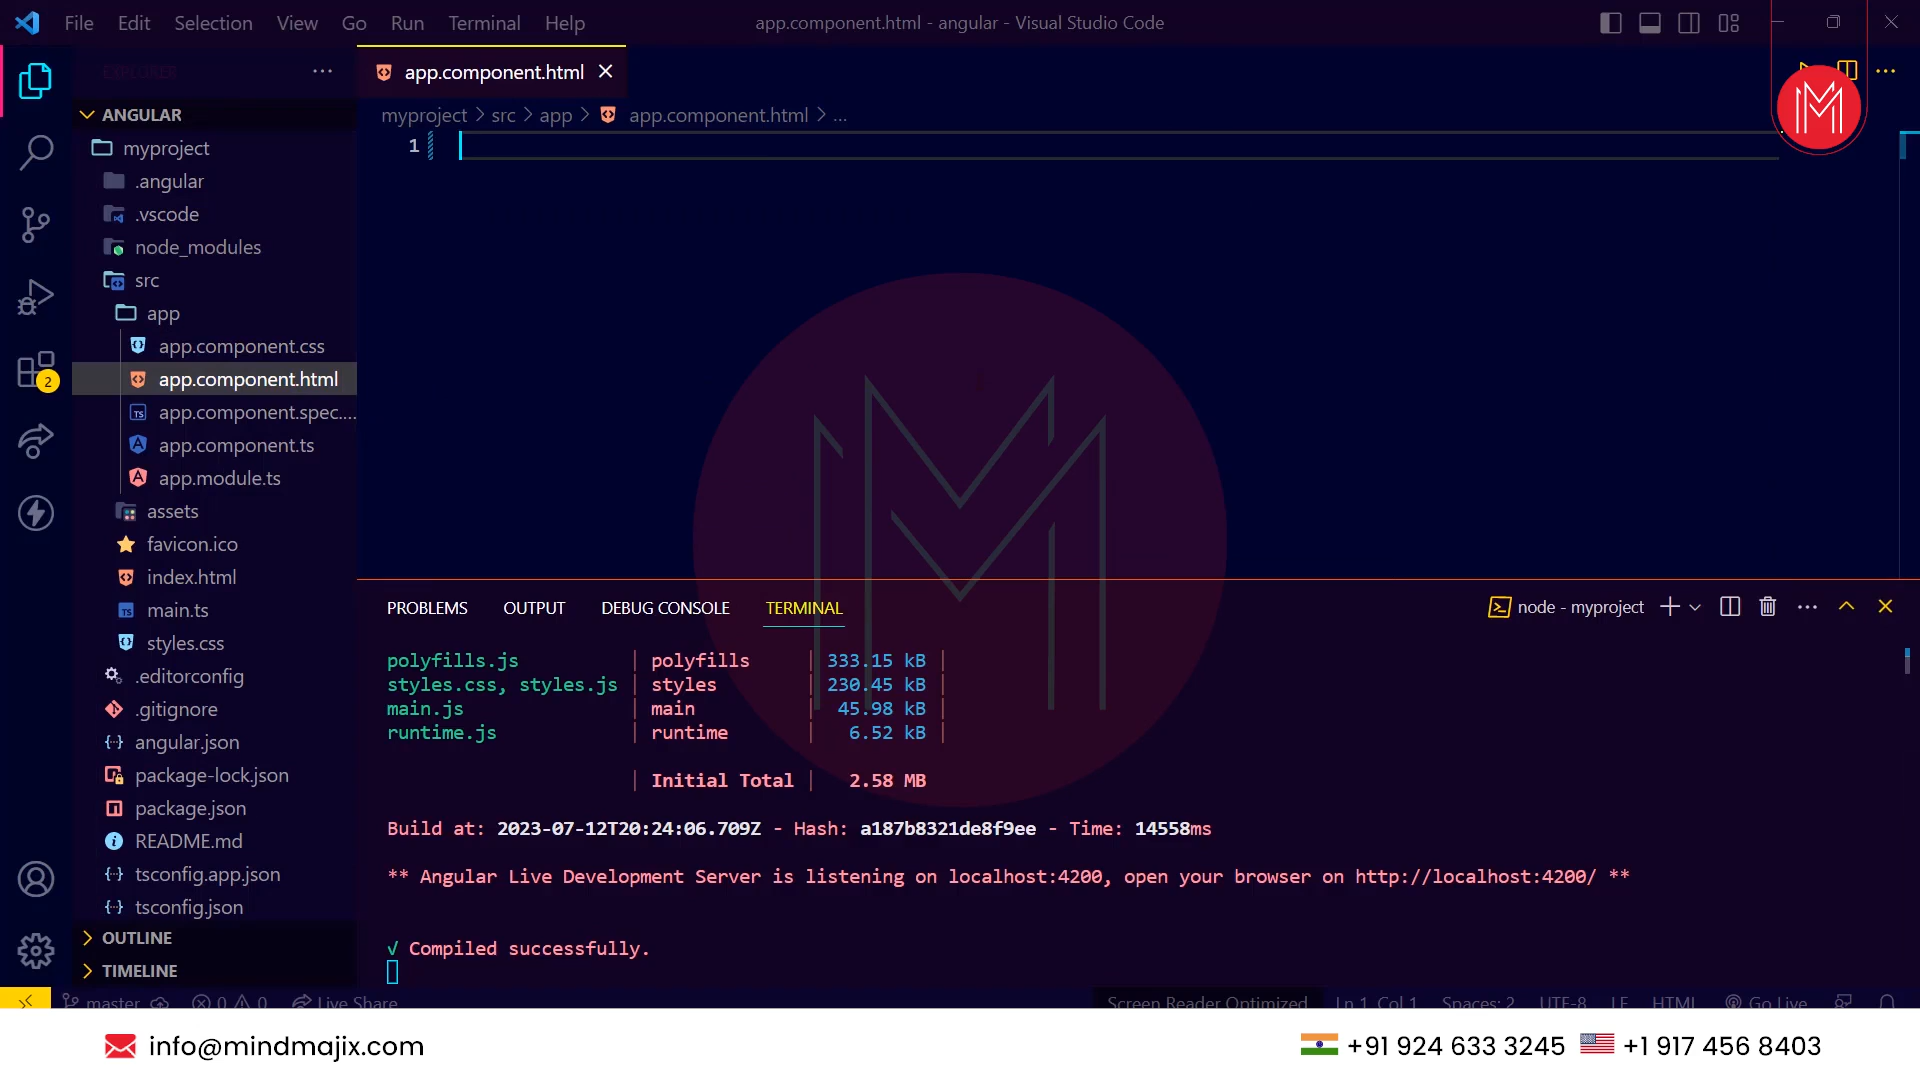 File Edit Selection View Go Run Terminal Help app.component.html - angular - Visual Studio Code
EXPLORER
app.component.html
ANGULAR
myproject > src > app > app.component.html > ...
1
myproject
.angular
.vscode
node_modules
src
app
app.component.css
2
app.component.html
app.component.spec....
app.component.ts
app.module.ts
assets
favicon.ico
index.html
main.ts
styles.css
.editorconfig
.gitignore
angular.json
package-lock.json
package.json
README.md
tsconfig.app.json
tsconfig.json
OUTLINE
TIMELINE
PROBLEMS OUTPUT DEBUG CONSOLE TERMINAL node - myproject
polyfills.js | polyfills | 333.15 kB |
styles.css, styles.js | styles | 230.45 kB |
main.js | main | 45.98 kB |
runtime.js | runtime | 6.52 kB |
| Initial Total | 2.58 MB
Build at: 2023-07-12T20:24:06.709Z - Hash: a187b8321de8f9ee - Time: 14558ms
** Angular Live Development Server is listening on localhost:4200, open your browser on http://localhost:4200/ **
√ Compiled successfully.
master 0 0 Live Share Screen Reader Optimized Ln 1, Col 1 Spaces: 2 UTF-8 LF HTML Go Live
info@mindmajix.com +91 924 633 3245 +1 917 456 8403